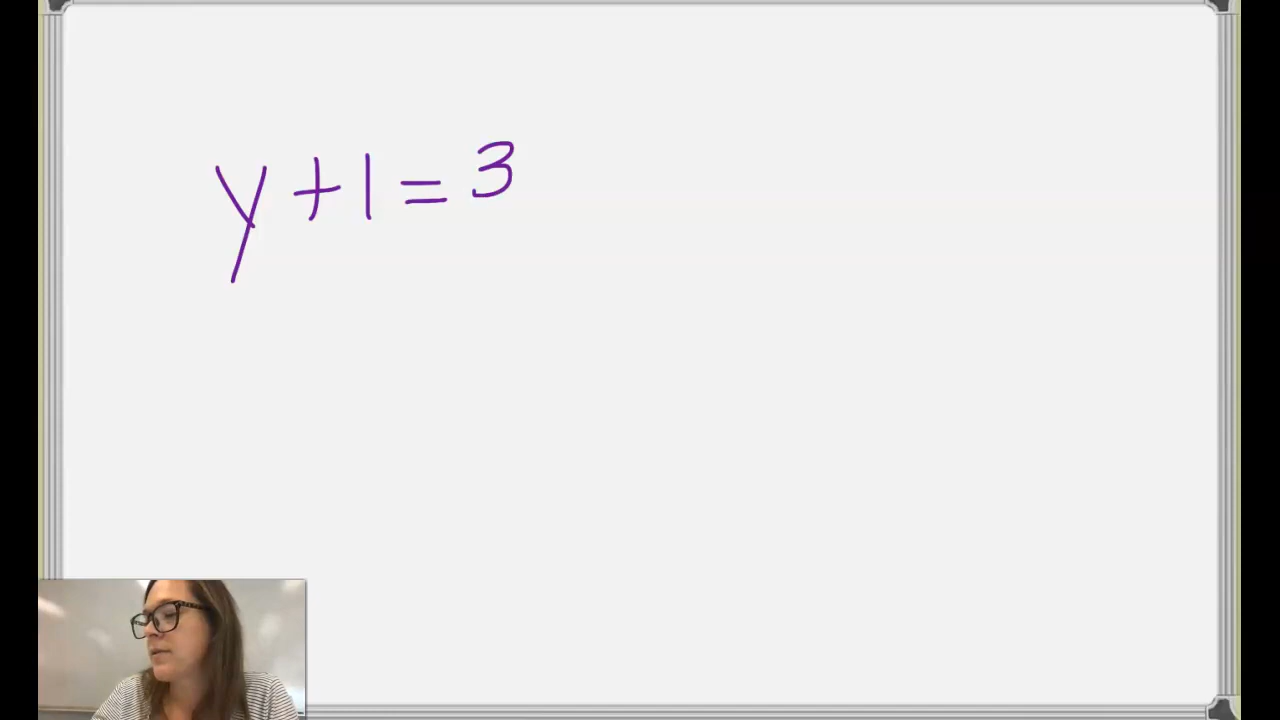 y + 1 = 3